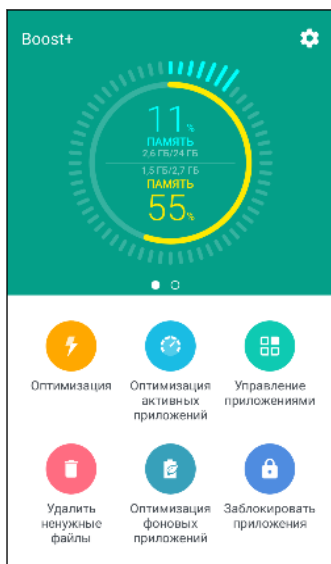 Boost+
11%
ПАМЯТЬ
2,6 ГБ/24 ГБ
1,5 ГБ/2,7 ГБ
ПАМЯТЬ
55%
Оптимизация
Оптимизация
активных
приложений
Управление
приложениями
Удалить
ненужные
файлы
Оптимизация
фоновых
приложений
Заблокировать
приложения